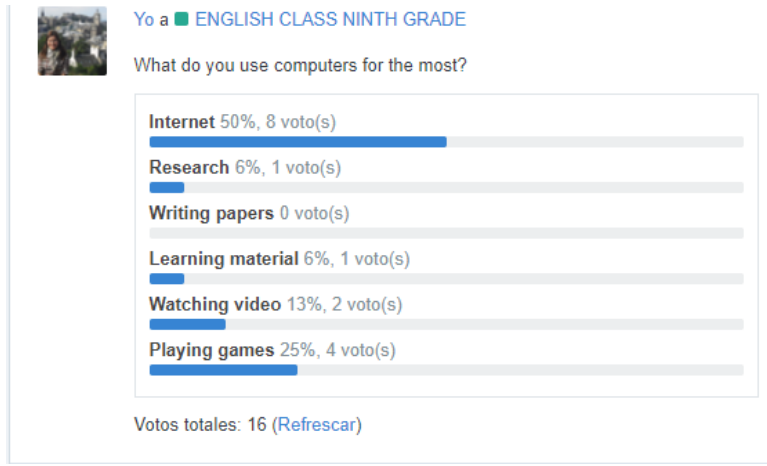 Yo a ENGLISH CLASS NINTH GRADE
What do you use computers for the most?
Internet 50%, 8 voto(s)
Research 6%, 1 voto(s)
Writing papers 0 voto(s)
Learning material 6%, 1 voto(s)
Watching video 13%, 2 voto(s)
Playing games 25%, 4 voto(s)
Votos totales: 16 (Refrescar)